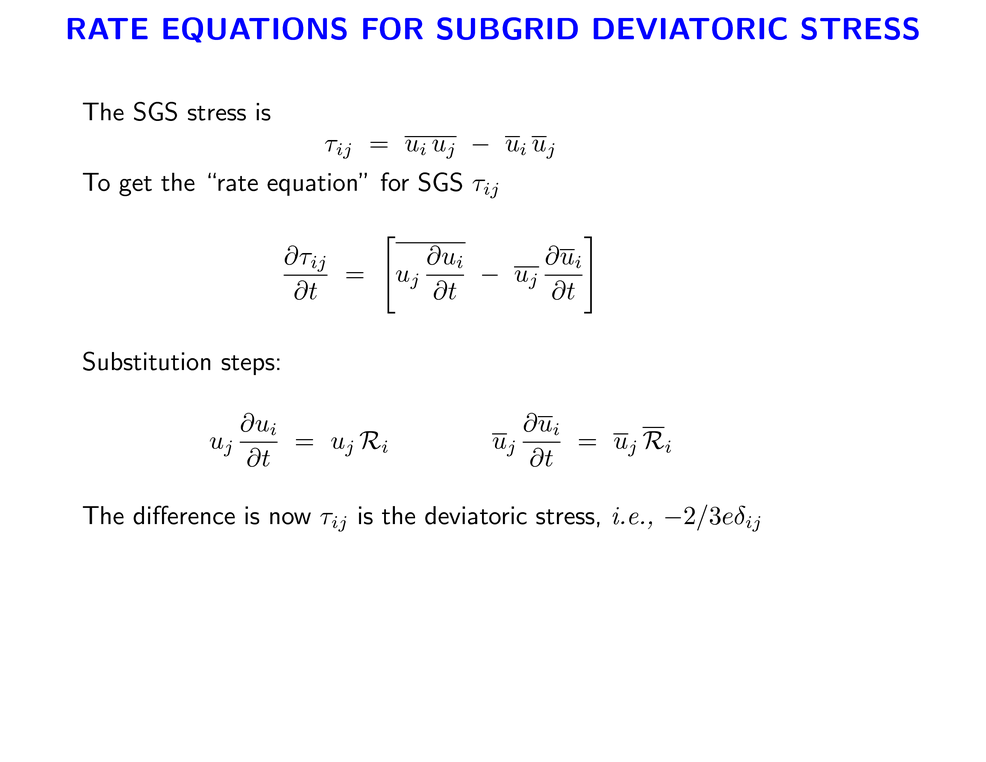 RATE EQUATIONS FOR SUBGRID DEVIATORIC STRESS
The SGS stress is
$\tau_{ij} \; = \; \overline{u_i \, u_j} \; - \; \overline{u}_i \, \overline{u}_j$
To get the “rate equation” for SGS $\tau_{ij}$
$\frac{\partial \tau_{ij}}{\partial t} \; = \; \left[ \overline{u_j \, \frac{\partial u_i}{\partial t}} \; - \; \overline{u_j} \, \frac{\partial \overline{u}_i}{\partial t} \right]$
Substitution steps:
$u_j \, \frac{\partial u_i}{\partial t} \; = \; u_j \, \mathcal{R}_i \qquad \overline{u}_j \, \frac{\partial \overline{u}_i}{\partial t} \; = \; \overline{u}_j \, \overline{\mathcal{R}}_i$
The difference is now $\tau_{ij}$ is the deviatoric stress, i.e., $-2/3e\delta_{ij}$